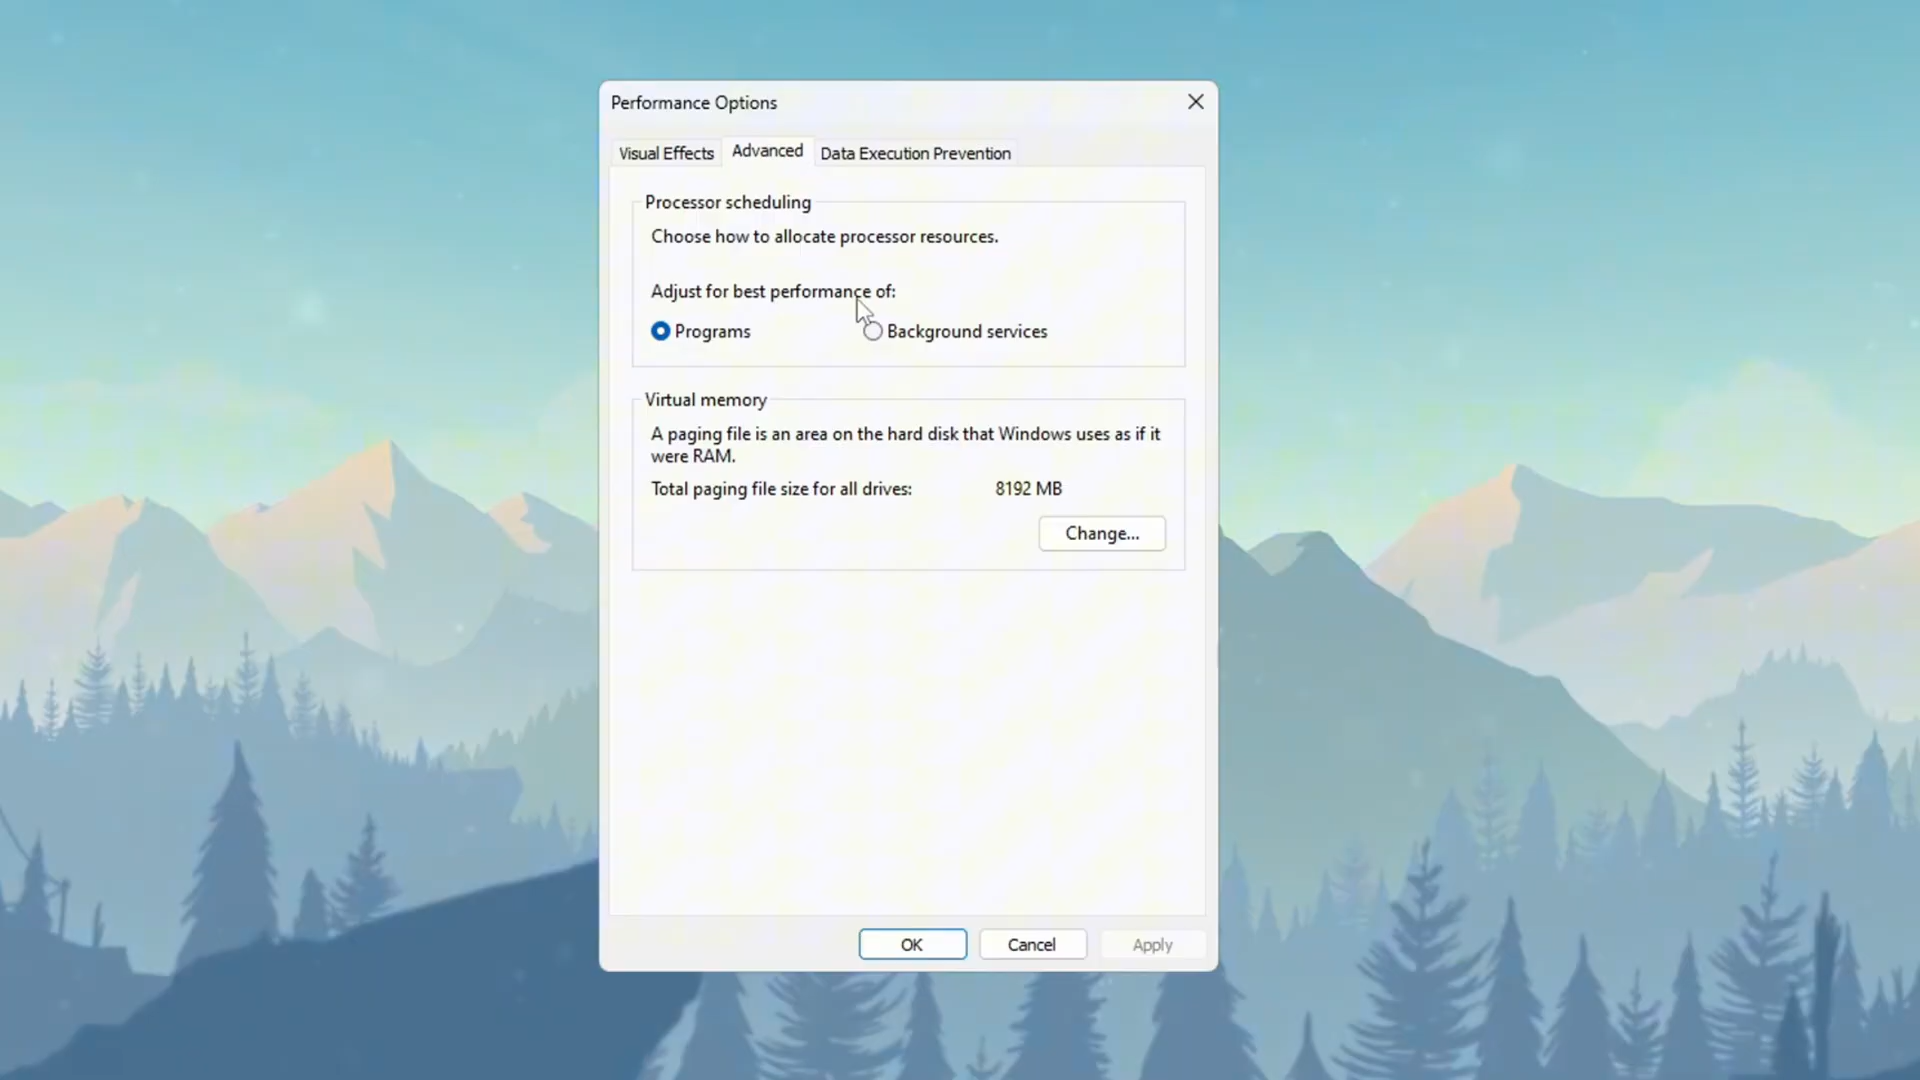 Performance Options
Visual Effects Advanced Data Execution Prevention
Processor scheduling
Choose how to allocate processor resources.
Adjust for best performance of:
Programs Background services
Virtual memory
A paging file is an area on the hard disk that Windows uses as if it
were RAM.
Total paging file size for all drives: 8192 MB
Change...
OK Cancel Apply